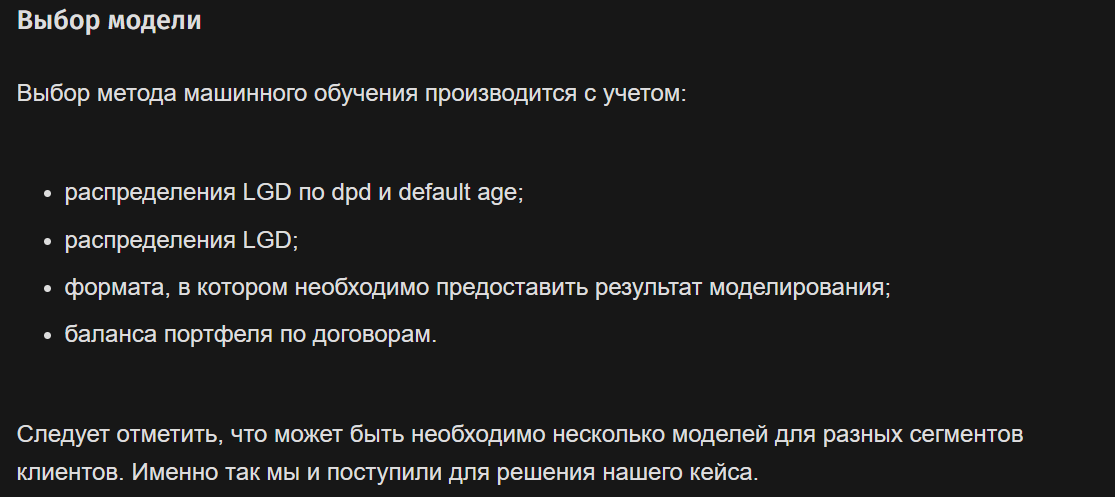 Выбор модели
Выбор метода машинного обучения производится с учетом:
• распределения LGD по dpd и default age;
• распределения LGD;
• формата, в котором необходимо предоставить результат моделирования;
• баланса портфеля по договорам.
Следует отметить, что может быть необходимо несколько моделей для разных сегментов
клиентов. Именно так мы и поступили для решения нашего кейса.